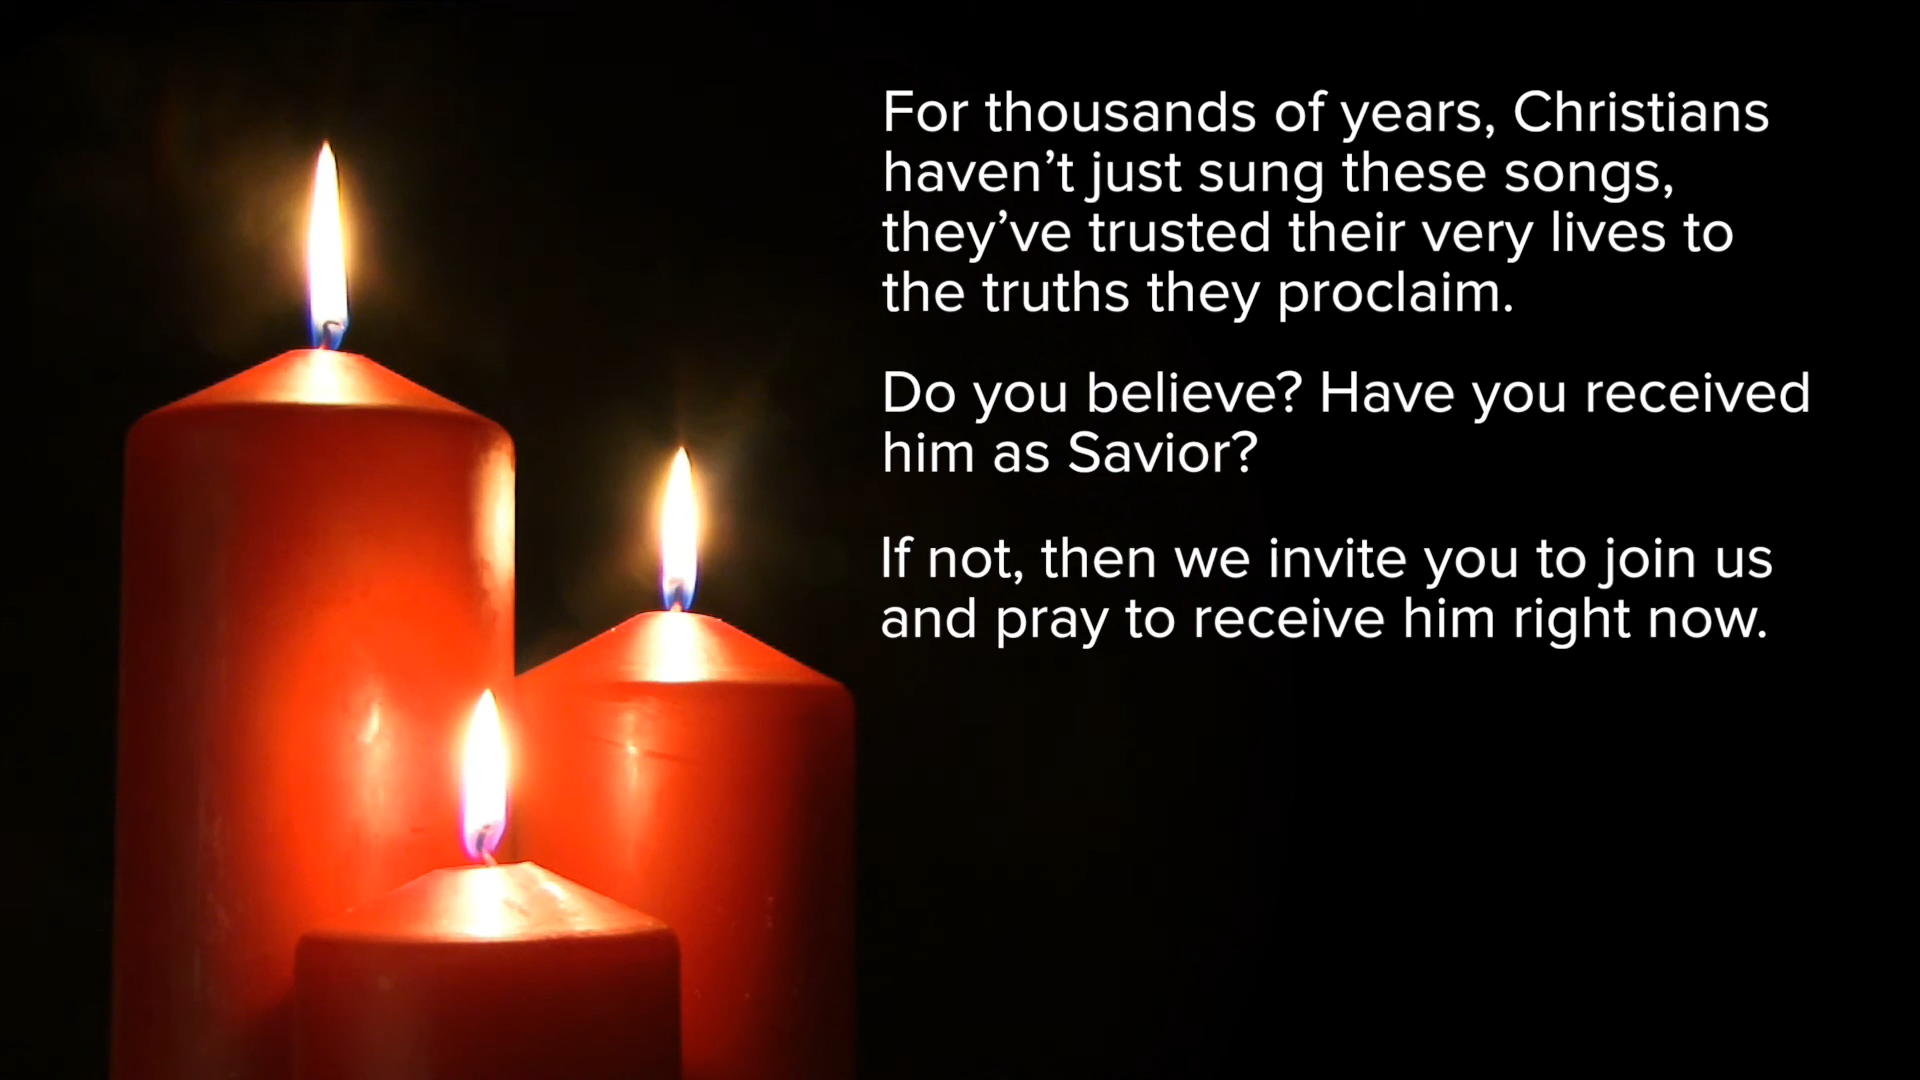 For thousands of years, Christians
haven’t just sung these songs,
they’ve trusted their very lives to
the truths they proclaim.
Do you believe? Have you received
him as Savior?
If not, then we invite you to join us
and pray to receive him right now.